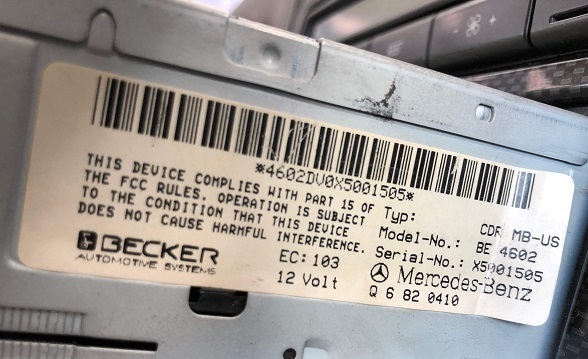 *4602DV0X5001505*
THIS DEVICE COMPLIES WITH PART 15 OF
THE FCC RULES. OPERATION IS SUBJECT
TO THE CONDITION THAT THIS DEVICE
DOES NOT CAUSE HARMFUL INTERFERENCE.
Typ: CDR MB-US
Model-No.: BE 4602
Serial-No.: X5001505
BECKER
AUTOMOTIVE SYSTEMS
EC: 103
12 Volt
Mercedes-Benz
Q 6 82 0410